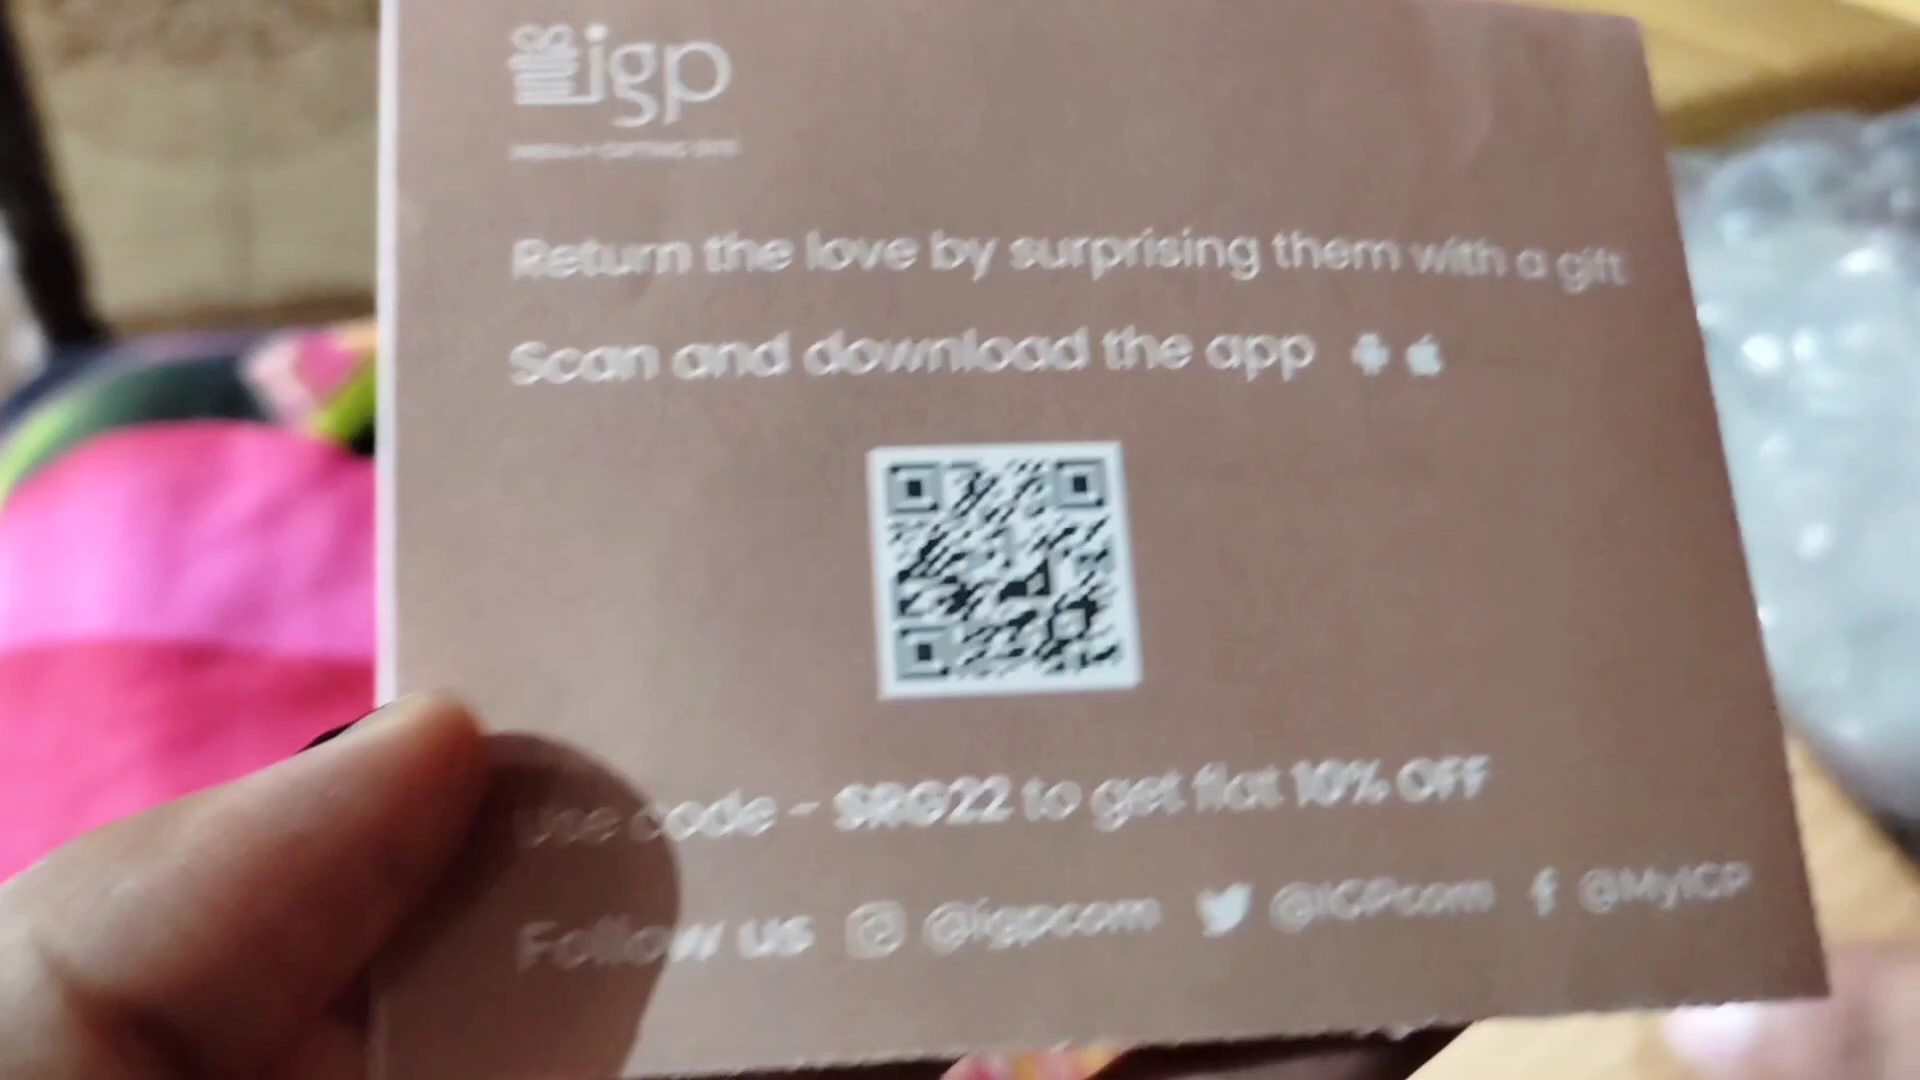 igp
Return the love by surprising them with a gift
Scan and download the app
Use code - SRG22 to get flat 10% OFF
Follow us @igpcom @IGPcom @MyIGP